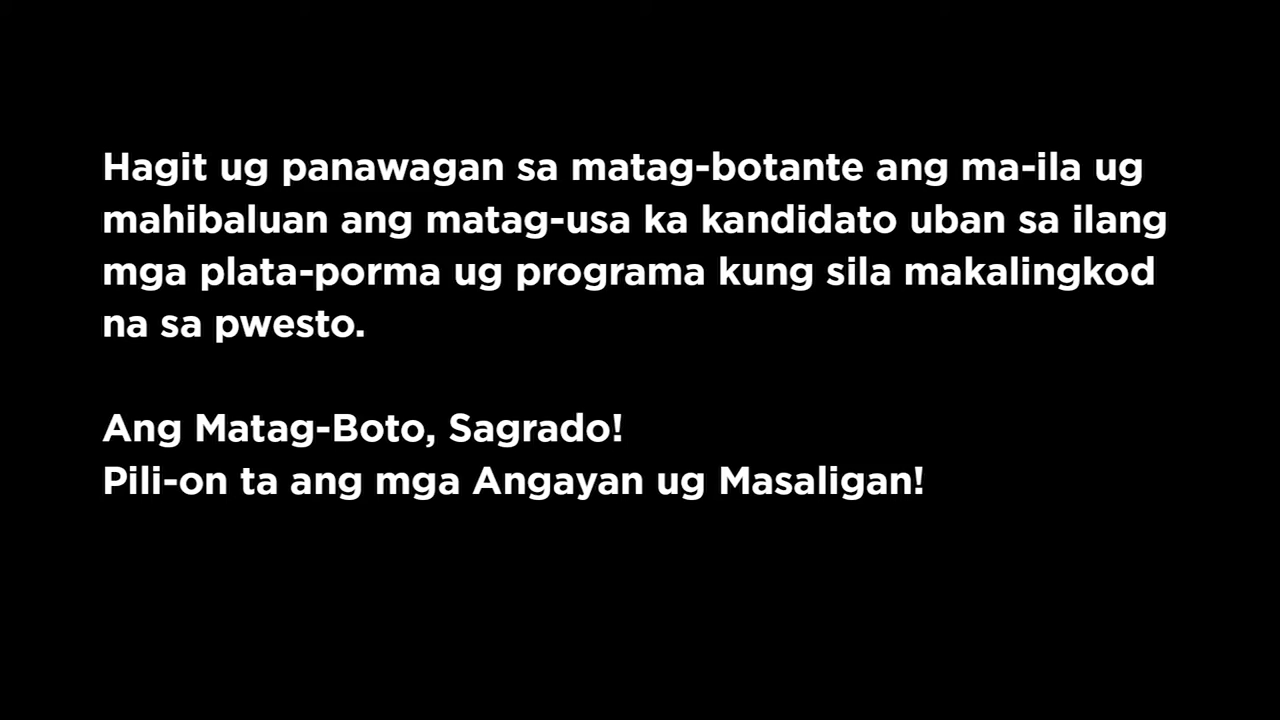 Hagit ug panawagan sa matag-botante ang ma-ila ug
mahibaluan ang matag-usa ka kandidato uban sa ilang
mga plata-porma ug programa kung sila makalingkod
na sa pwesto.
Ang Matag-Boto, Sagrado!
Pili-on ta ang mga Angayan ug Masaligan!